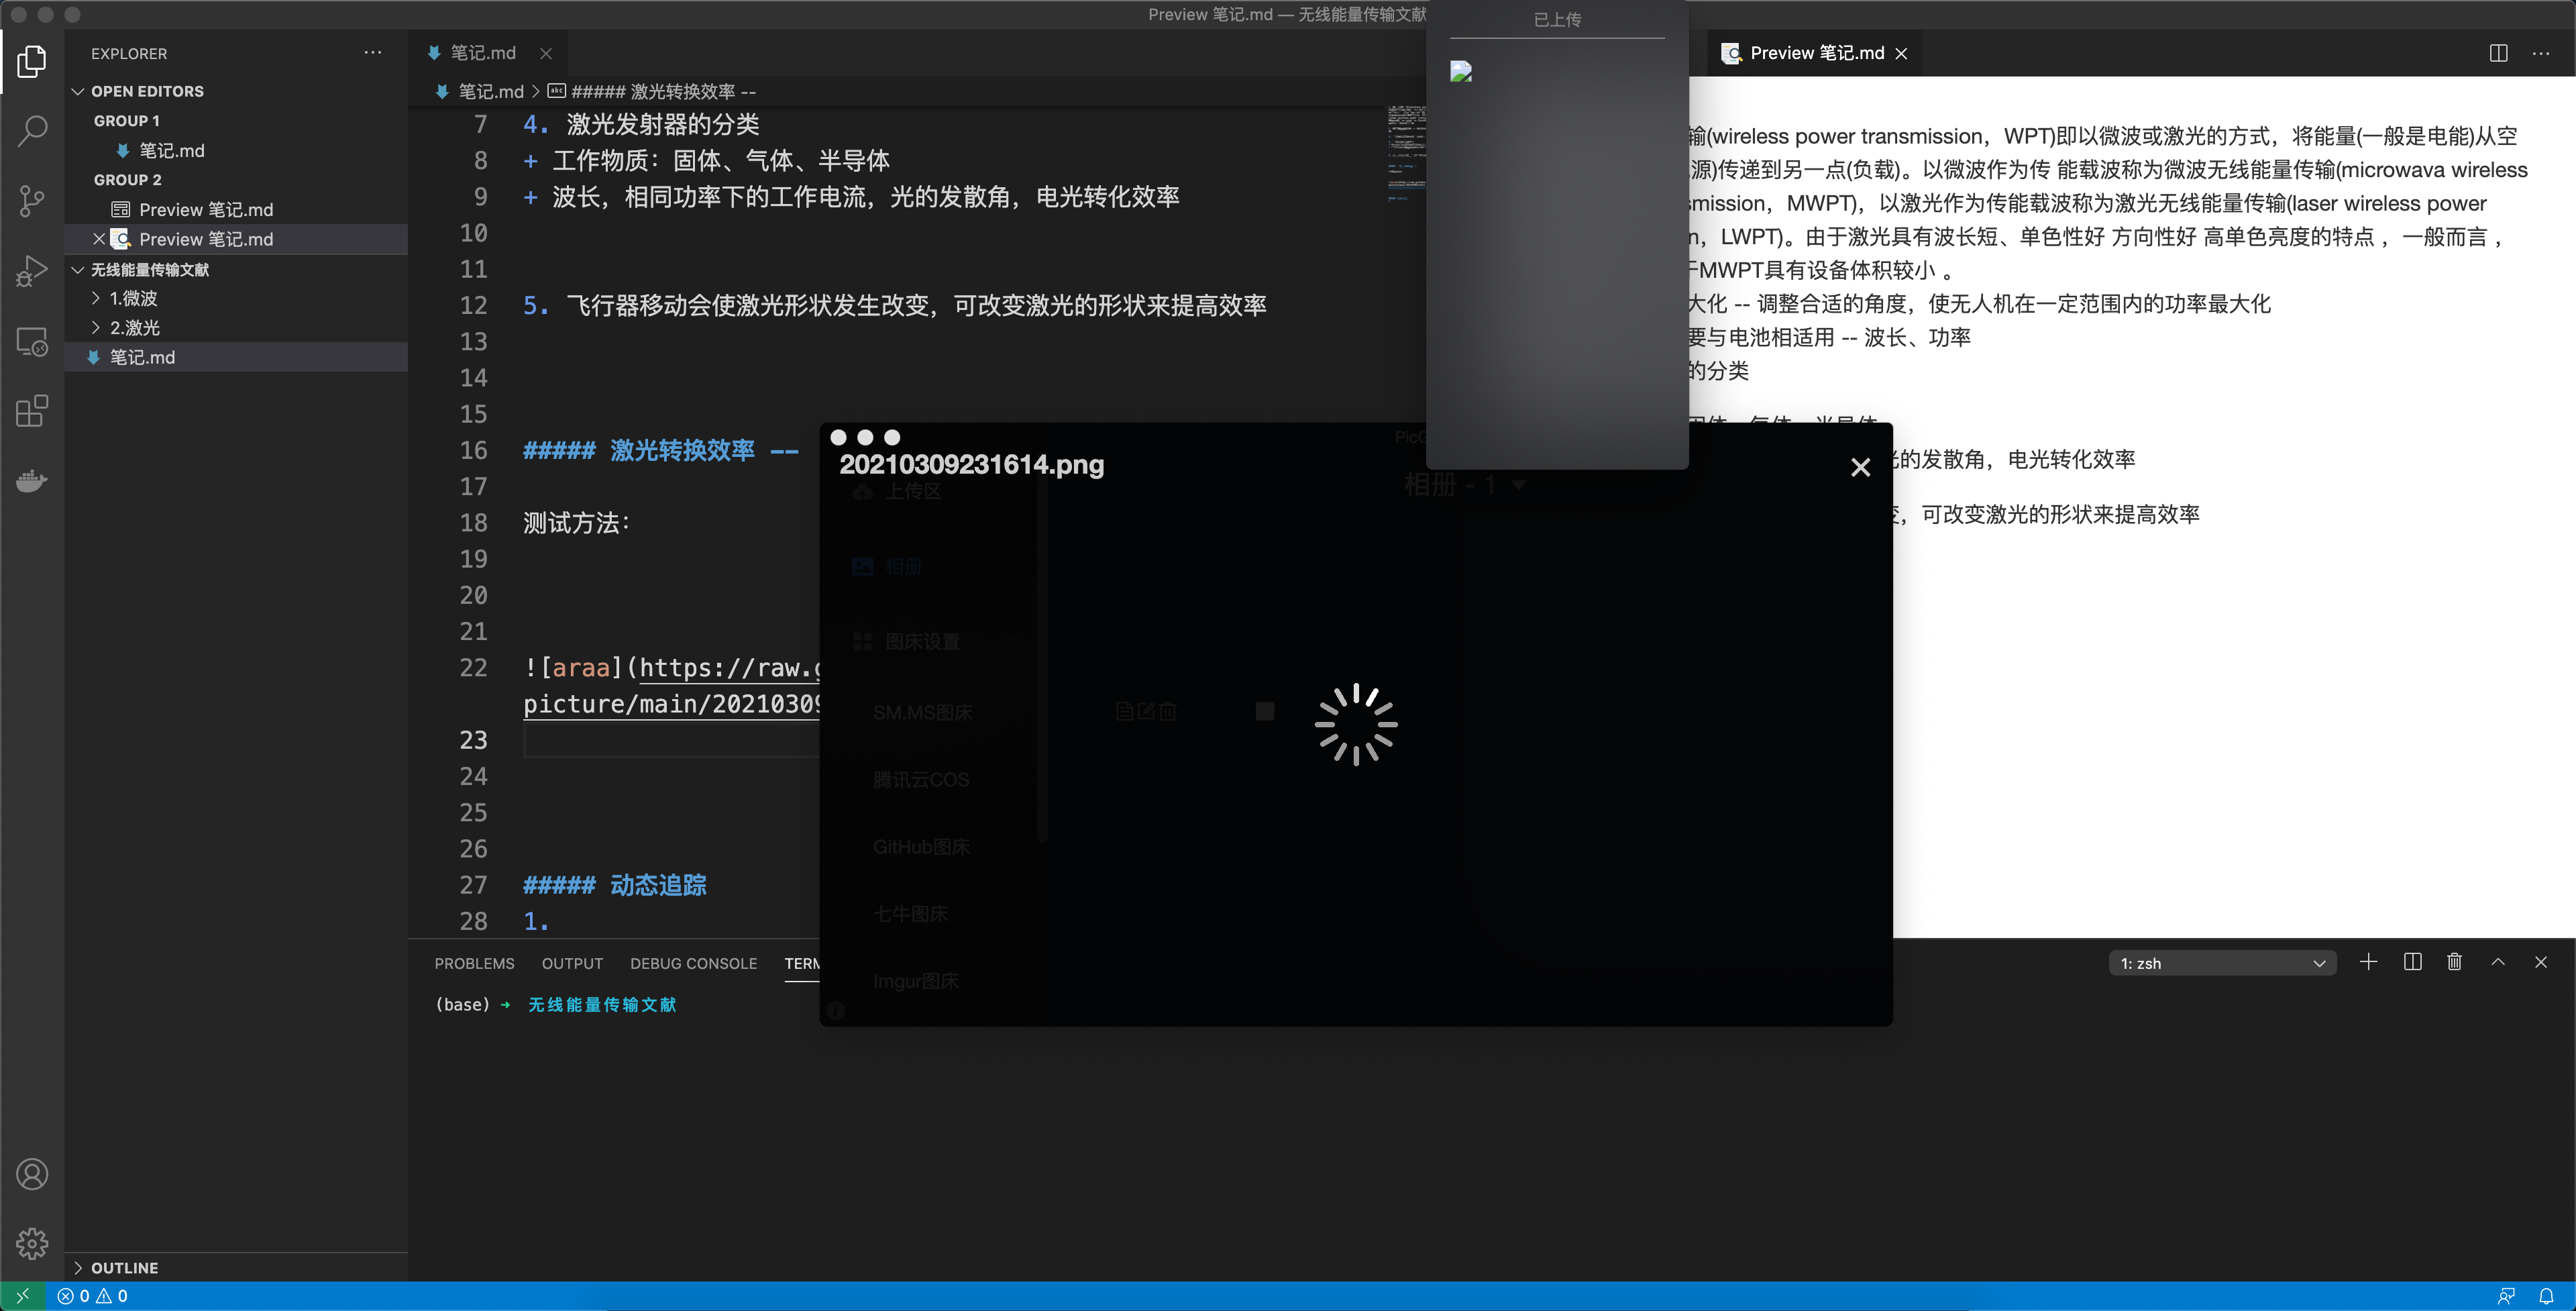 Preview 笔记.md — 无线能量传输文献
EXPLORER
OPEN EDITORS
GROUP 1
笔记.md
GROUP 2
Preview 笔记.md
Preview 笔记.md
无线能量传输文献
1.微波
2.激光
笔记.md
OUTLINE
笔记.md
笔记.md > abc ##### 激光转换效率 --
7 4. 激光发射器的分类
8 + 工作物质：固体、气体、半导体
9 + 波长，相同功率下的工作电流，光的发散角，电光转化效率
10
11
12 5. 飞行器移动会使激光形状发生改变，可改变激光的形状来提高效率
13
14
15
16 ##### 激光转换效率 --
17
18 测试方法：
19
20
21
22 ![araa](https://raw.g
picture/main/2021030
23
24
25
26
27 ##### 动态追踪
28 1.
已上传
PicG
20210309231614.png
上传区
相册 - 1
相册
图床设置
SM.MS图床
腾讯云COS
GitHub图床
七牛图床
Imgur图床
Preview 笔记.md
输(wireless power transmission，WPT)即以微波或激光的方式，将能量(一般是电能)从空
源)传递到另一点(负载)。以微波作为传 能载波称为微波无线能量传输(microwava wireless
smission，MWPT)，以激光作为传能载波称为激光无线能量传输(laser wireless power
n，LWPT)。由于激光具有波长短、单色性好 方向性好 高单色亮度的特点 ，一般而言 ，
于MWPT具有设备体积较小 。
大化 -- 调整合适的角度，使无人机在一定范围内的功率最大化
要与电池相适用 -- 波长、功率
的分类
的发散角，电光转化效率
变，可改变激光的形状来提高效率
PROBLEMS OUTPUT DEBUG CONSOLE TERM
1: zsh
(base) ➜ 无线能量传输文献
0 0